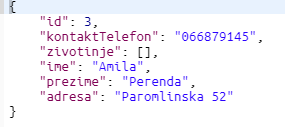 {
    "id": 3,
    "kontaktTelefon": "066879145",
    "zivotinje": [],
    "ime": "Amila",
    "prezime": "Perenda",
    "adresa": "Paromlinska 52"
}